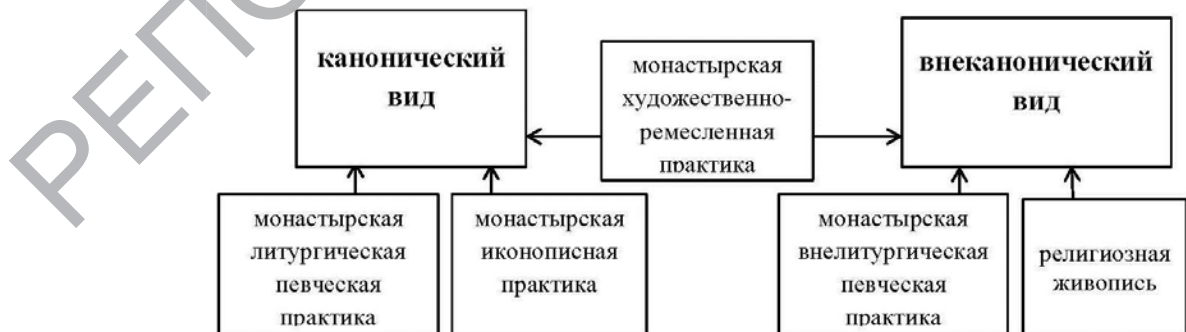 РЕПО
канонический
вид
монастырская
художественно-
ремесленная
практика
внеканонический
вид
монастырская
литургическая
певческая
практика
монастырская
иконописная
практика
монастырская
внелитургическая
певческая
практика
религиозная
живопись